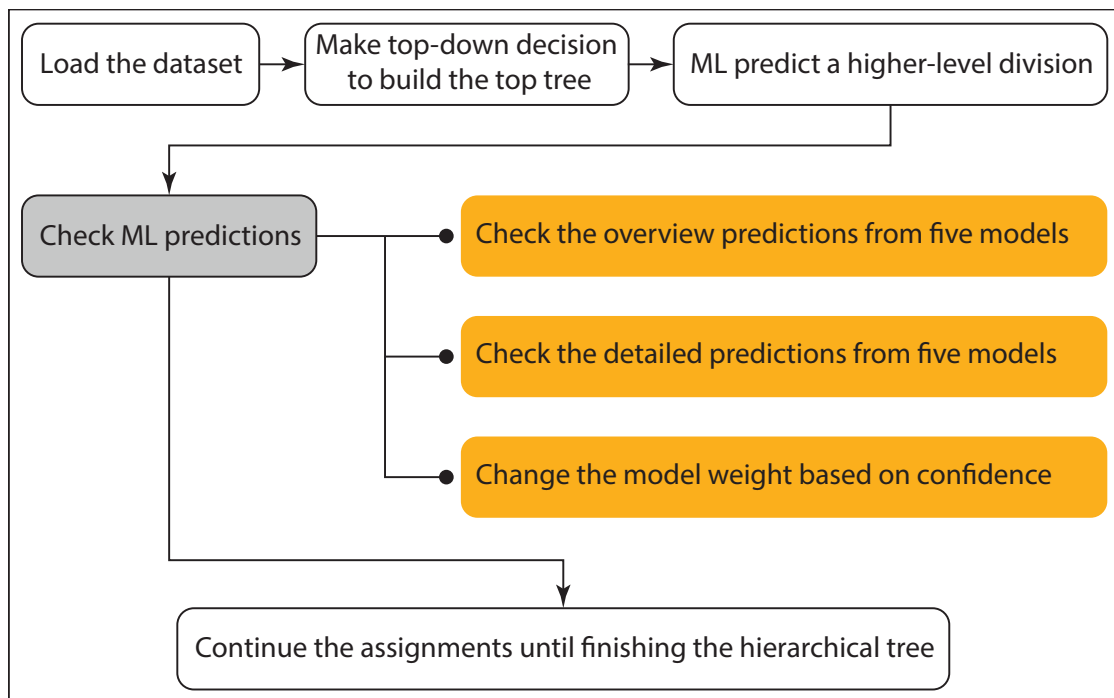 Load the dataset
Make top-down decision
to build the top tree
ML predict a higher-level division
Check ML predictions
Check the overview predictions from five models
Check the detailed predictions from five models
Change the model weight based on confidence
Continue the assignments until finishing the hierarchical tree